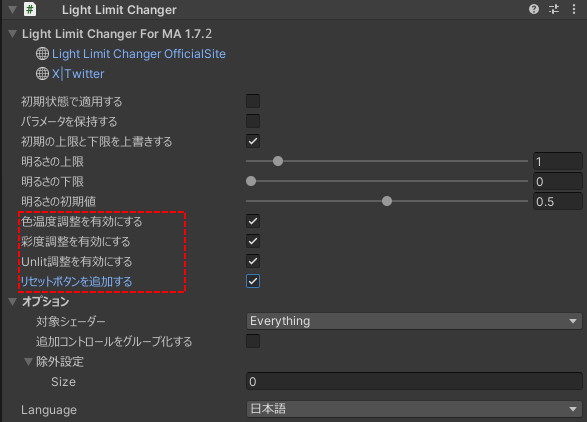 Light Limit Changer
Light Limit Changer For MA 1.7.2
Light Limit Changer OfficialSite
X|Twitter
初期状態で適用する
パラメータを保持する
初期の上限と下限を上書きする
明るさの上限 1
明るさの下限 0
明るさの初期値 0.5
色温度調整を有効にする
彩度調整を有効にする
Unlit調整を有効にする
リセットボタンを追加する
オプション
対象シェーダー Everything
追加コントロールをグループ化する
除外設定
Size 0
Language 日本語